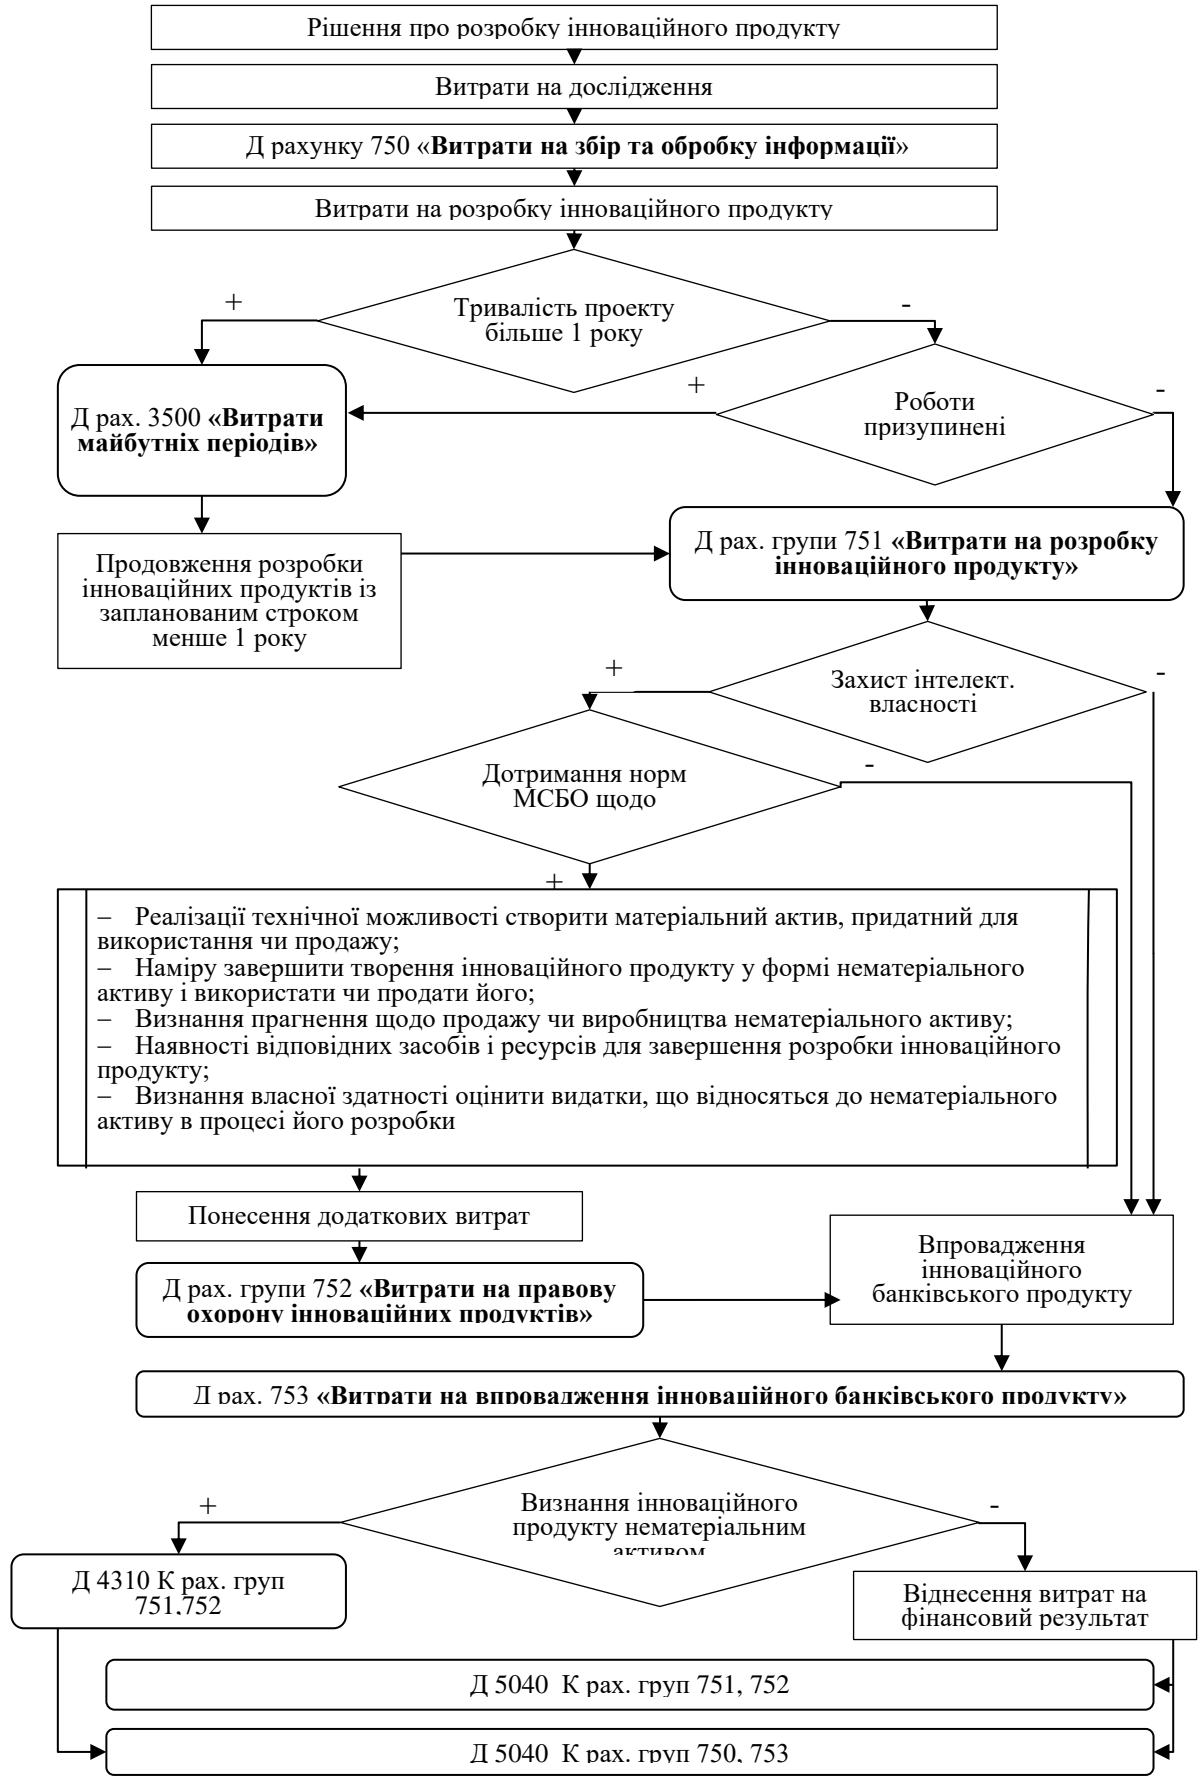 Рішення про розробку інноваційного продукту
Витрати на дослідження
Д рахунку 750 «Витрати на збір та обробку інформації»
Витрати на розробку інноваційного продукту
Тривалість проекту
більше 1 року
+
-
Роботи
призупинені
+
-
Д рах. 3500 «Витрати
майбутніх періодів»
Д рах. групи 751 «Витрати на розробку
інноваційного продукту»
Продовження розробки
інноваційних продуктів із
запланованим строком
менше 1 року
Захист інтелект.
власності
+
-
Дотримання норм
МСБО щодо
-
+
– Реалізації технічної можливості створити матеріальний актив, придатний для
використання чи продажу;
– Наміру завершити творення інноваційного продукту у формі нематеріального
активу і використати чи продати його;
– Визнання прагнення щодо продажу чи виробництва нематеріального активу;
– Наявності відповідних засобів і ресурсів для завершення розробки інноваційного
продукту;
– Визнання власної здатності оцінити видатки, що відносяться до нематеріального
активу в процесі його розробки
Понесення додаткових витрат
Д рах. групи 752 «Витрати на правову
охорону інноваційних продуктів»
Впровадження
інноваційного
банківського продукту
Д рах. 753 «Витрати на впровадження інноваційного банківського продукту»
Визнання інноваційного
продукту нематеріальним
активом
+
-
Д 4310 К рах. груп
751,752
Віднесення витрат на
фінансовий результат
Д 5040 К рах. груп 751, 752
Д 5040 К рах. груп 750, 753